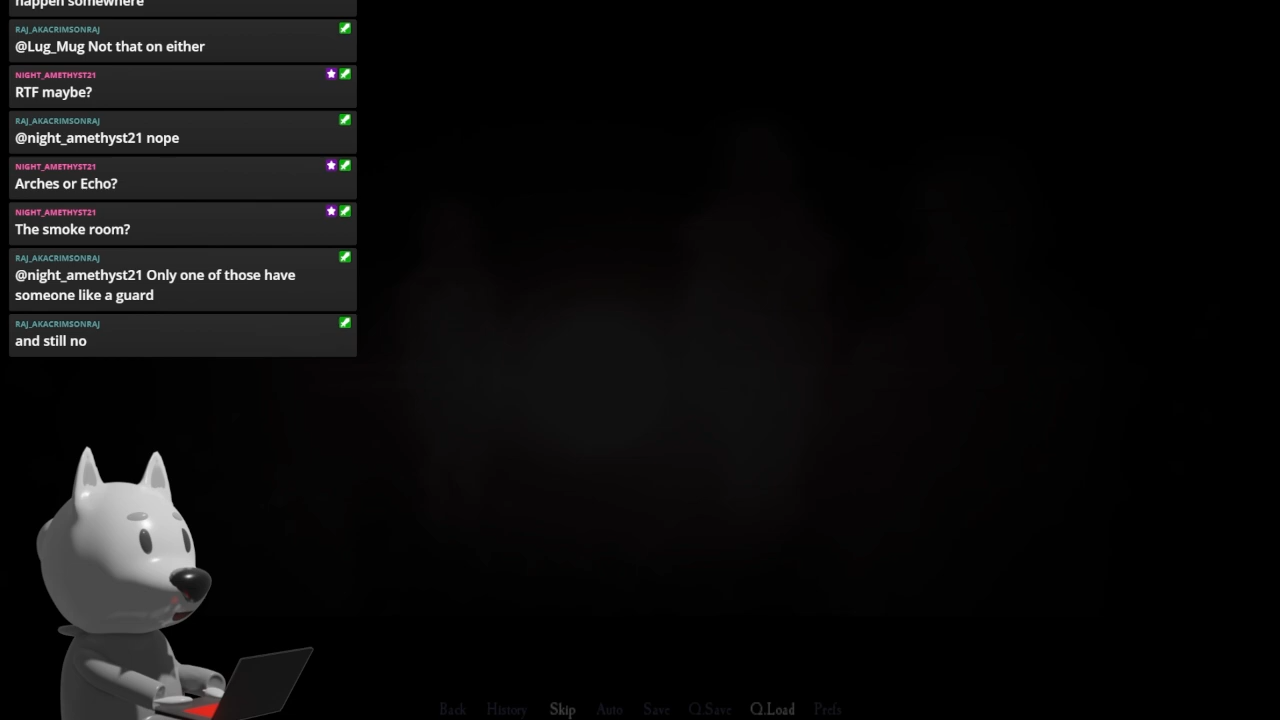 happen somewhere
RAJ_AKACRIMSONRAJ
@Lug_Mug Not that on either
NIGHT_AMETHYST21
RTF maybe?
RAJ_AKACRIMSONRAJ
@night_amethyst21 nope
NIGHT_AMETHYST21
Arches or Echo?
NIGHT_AMETHYST21
The smoke room?
RAJ_AKACRIMSONRAJ
@night_amethyst21 Only one of those have
someone like a guard
RAJ_AKACRIMSONRAJ
and still no
Back History Skip Auto Save Q.Save Q.Load Prefs